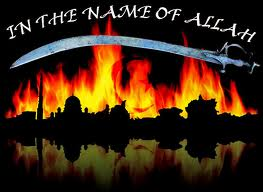 IN THE NAME OF ALLAH